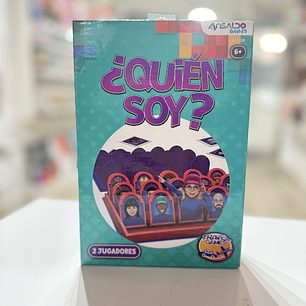 ANSALDO
GAMES
6+
¿QUIÉN
SOY?
2 JUGADORES